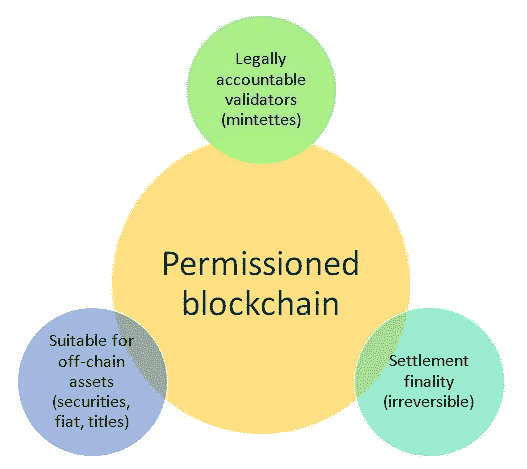 Legally
accountable
validators
(mintettes)
Permissioned
blockchain
Suitable for
off-chain
assets
(securities,
fiat, titles)
Settlement
finality
(irreversible)